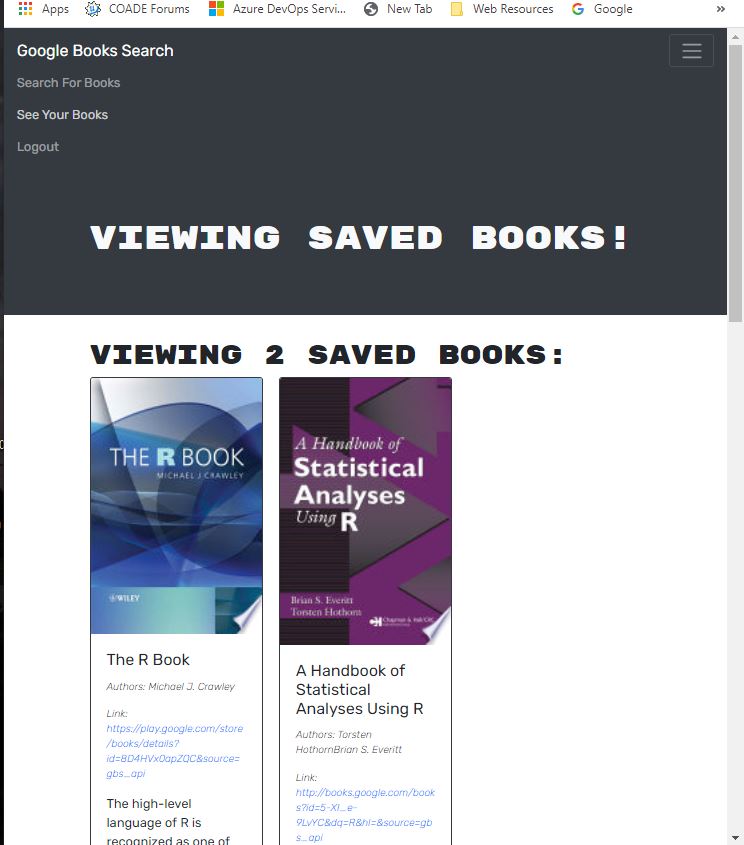 Apps COADE Forums Azure DevOps Servi... New Tab Web Resources Google »
Google Books Search
Search For Books
See Your Books
Logout
VIEWING SAVED BOOKS!
VIEWING 2 SAVED BOOKS:
THE R BOOK
MICHAEL J CRAWLEY
WILEY
A Handbook of
Statistical
Analyses
Using R
Brian S. Everitt
Torsten Hothorn
Chapman & Hall/CRC
The R Book
Authors: Michael J. Crawley
Link:
https://play.google.com/store
/books/details?
id=8D4HVx0apZQC&source=
gbs_api
The high-level
language of R is
recognized as one of
A Handbook of
Statistical
Analyses Using R
Authors: Torsten
HothornBrian S. Everitt
Link:
http://books.google.com/book
s?id=5-Xl_e-
9LvYC&dq=R&hl=&source=gb
s_api